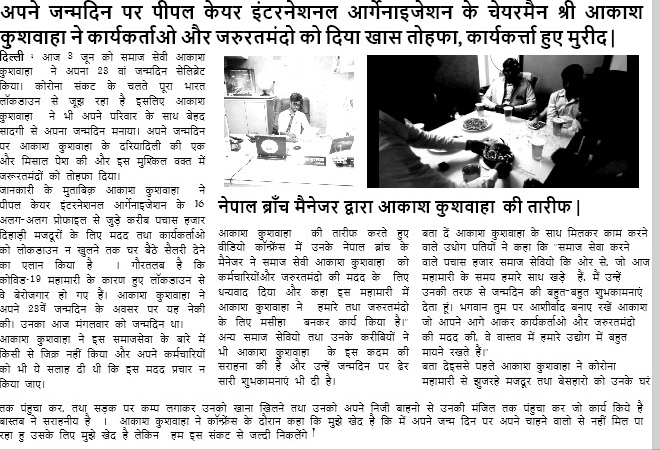 अपने जन्मदिन पर पीपल केयर इंटरनेशनल आर्गेनाइजेशन के चेयरमैन श्री आकाश
कुशवाहा ने कार्यकर्ताओ और जरुरतमंदो को दिया खास तोहफा, कार्यकर्त्ता हुए मुरीद|
दिल्ली : आज 3 जून को समाज सेवी आकाश
कुशवाहा ने अपना 23 वां जन्मदिन सेलिब्रेट
किया। कोरोना संकट के चलते पूरा भारत
लॉकडाउन से जूझ रहा है इसलिए आकाश
कुशवाहा ने भी अपने परिवार के साथ बेहद
सादगी से अपना जन्मदिन मनाया। अपने जन्मदिन
पर आकाश कुशवाहा के दरियादिली की एक
और मिसाल पेश की और इस मुश्किल वक्त में
जरूरतमंदों को तोहफा दिया।
जानकारी के मुताबिक़ आकाश कुशवाहा ने
पीपल केयर इंटरनेशनल आर्गेनाइजेशन के 16
अलग-अलग प्रोफाइल से जुड़े करीब पचास हजार
दिहाड़ी मजदूरों के लिए मदद तथा कार्यकर्ताओ
को लोकडाउन न खुलने तक घर बैठे सैलरी देने
का एलान किया है । गौरतलब है कि
कोविड-19 महामारी के कारण हुए लॉकडाउन से
वे बेरोजगार हो गए हैं। आकाश कुशवाहा ने
अपने 23वें जन्मदिन के अवसर पर यह नेकी
की। उनका आज मंगलवार को जन्मदिन था।
आकाश कुशवाहा ने इस समाजसेवा के बारे में
किसी से जिक्र नहीं किया और अपने कर्मचारियों
को भी ये सलाह दी थी कि इस मदद प्रचार न
किया जाए।
नेपाल ब्राँच मैनेजर द्वारा आकाश कुशवाहा की तारीफ |
आकाश कुशवाहा की तारीफ करते हुए
वीडियो कॉन्फ्रेंस में उनके नेपाल ब्रांच के
मैनेजर ने समाज सेवी आकाश कुशवाहा को
कर्मचारियोंऔर जरुरतमंदो की मदद के लिए
धन्यवाद दिया और कहा इस महामारी में
आकाश कुशवाहा ने हमारे तथा जरुरतमंदो
के लिए मसीहा बनकर कार्य किया है।"
अन्य समाज सेवियो तथा उनके करीबियों ने
भी आकाश कुशवाहा के इस कदम की
सराहना की है और उन्हें जन्मदिन पर ढेर
सारी शुभकामनाएं भी दी है।
बता दें आकाश कुशवाहा के साथ मिलकर काम करने
वाले उधोग पतियों ने कहा कि "समाज सेवा करने
वाले पचास हजार समाज सेवियो कि ओर से, जो आज
महामारी के समय हमारे साथ खड़े हैं, मैं उन्हें
उनकी तरफ से जन्मदिन की बहुत-बहुत शुभकामनाएं
देता हूं। भगवान तुम पर आशीर्वाद बनाए रखें आकाश
जो आपने आगे आकर कार्यकर्ताओ और जरुरतमंदो
की मदद की, वे वास्तव में हमारे उद्योग में बहुत
मायने रखते हैं।"
बता देइससे पहले आकाश कुशवाहा ने कोरोना
महामारी से झुजरहे मजदूर तथा बेसहारो को उनके घरं
तक पंहुचा कर, तथा सड़क पर कम्प लगाकर उनको खाना खिलने तथा उनको अपने निजी बाहनो से उनकी मंजिल तक पंहुचा कर जो कार्य किये है
बास्तब ने सराहनीय है । आकाश कुशवाहा ने कॉन्फ्रेंस के दौरान कहा कि मुझे खेद है कि में अपने जन्म दिन पर अपने चाहने वालो से नहीं मिल पा
रहा हु उसके लिए मुझे खेद है लेकिन हम इस संकट से जल्दी निकलेंगे !